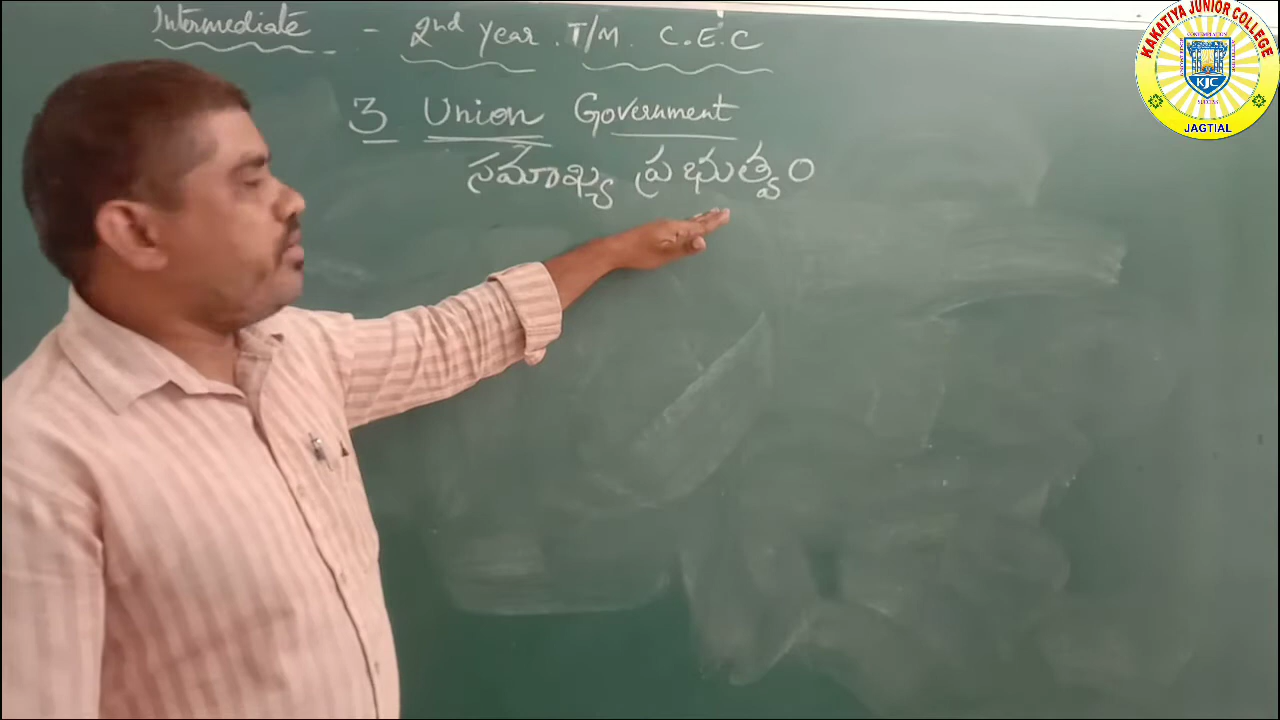 Intermediate - 2nd year . T/M. C.E.C
3 Union Government
సమాఖ్య ప్రభుత్వం
KAKATIYA JUNIOR COLLEGE
KJC
JAGTIAL